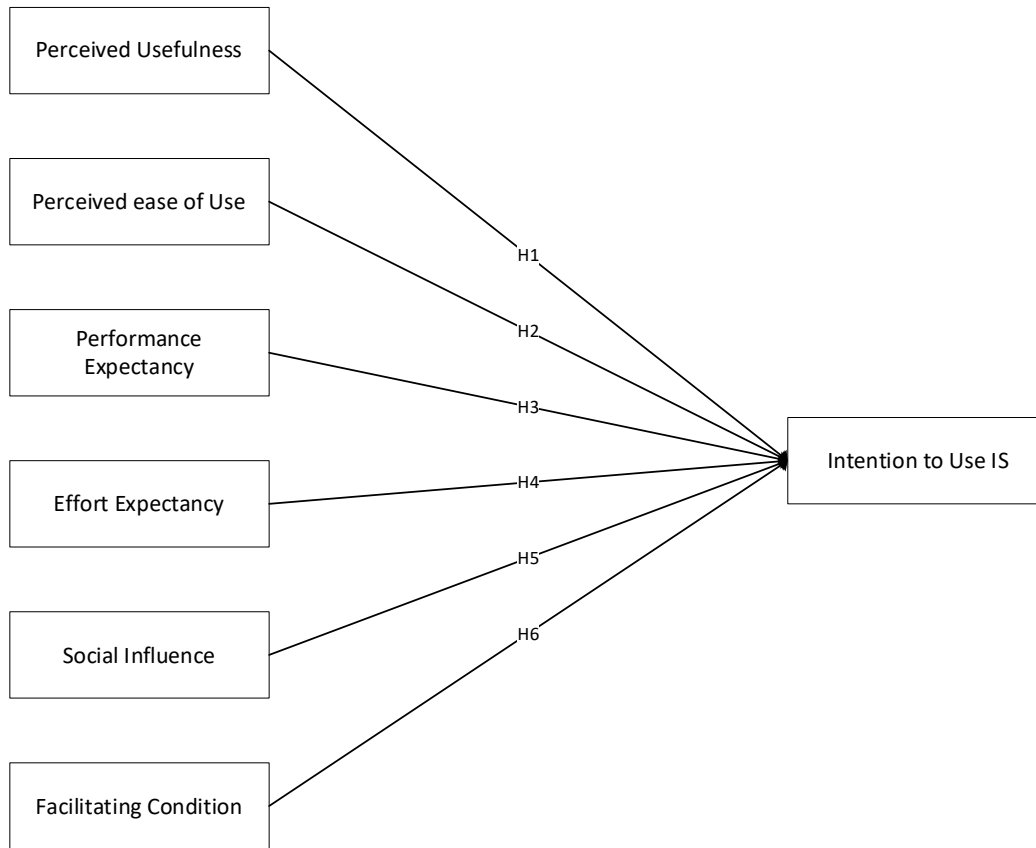 Perceived Usefulness
Perceived ease of Use
Performance
Expectancy
Effort Expectancy
Social Influence
Facilitating Condition
H1
H2
H3
H4
H5
H6
Intention to Use IS